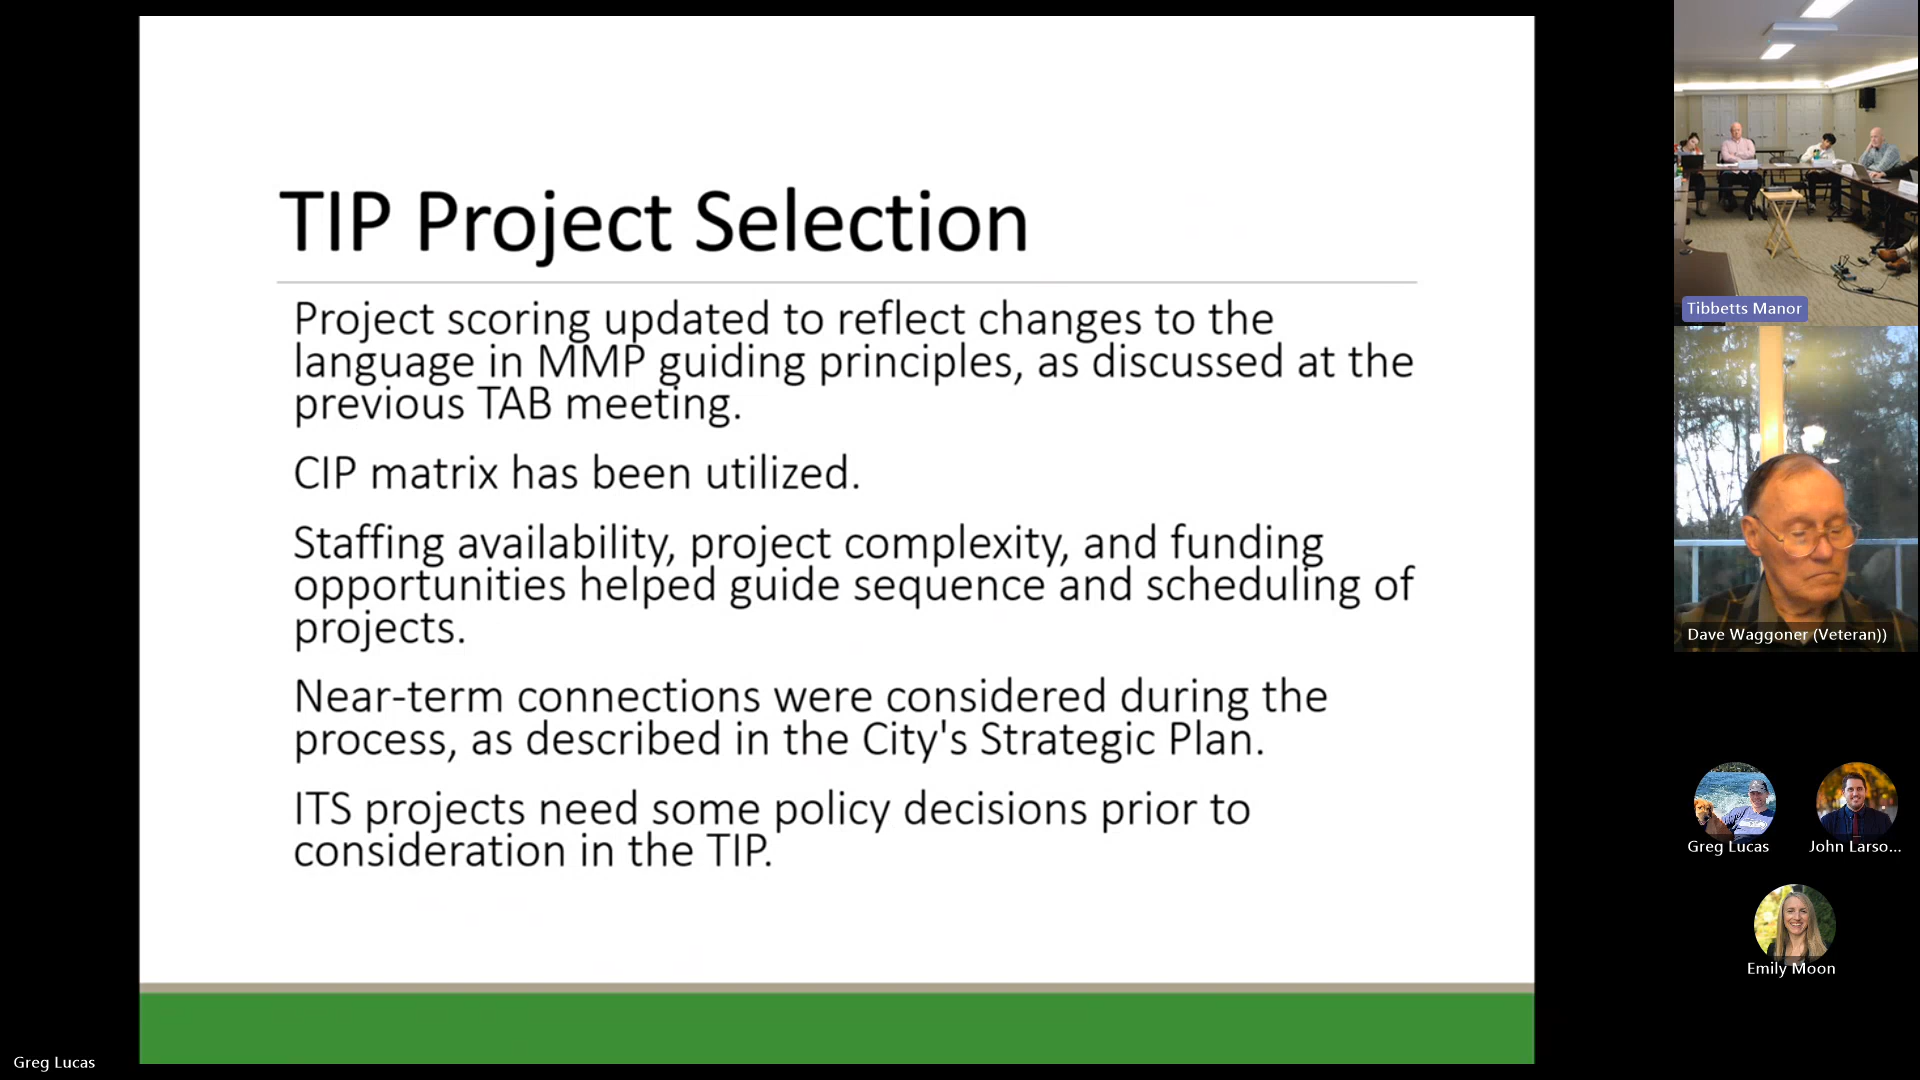 TIP Project Selection
Project scoring updated to reflect changes to the
language in MMP guiding principles, as discussed at the
previous TAB meeting.
CIP matrix has been utilized.
Staffing availability, project complexity, and funding
opportunities helped guide sequence and scheduling of
projects.
Near-term connections were considered during the
process, as described in the City's Strategic Plan.
ITS projects need some policy decisions prior to
consideration in the TIP.
Tibbetts Manor
Dave Waggoner (Veteran))
Greg Lucas
John Larso...
Emily Moon
Greg Lucas